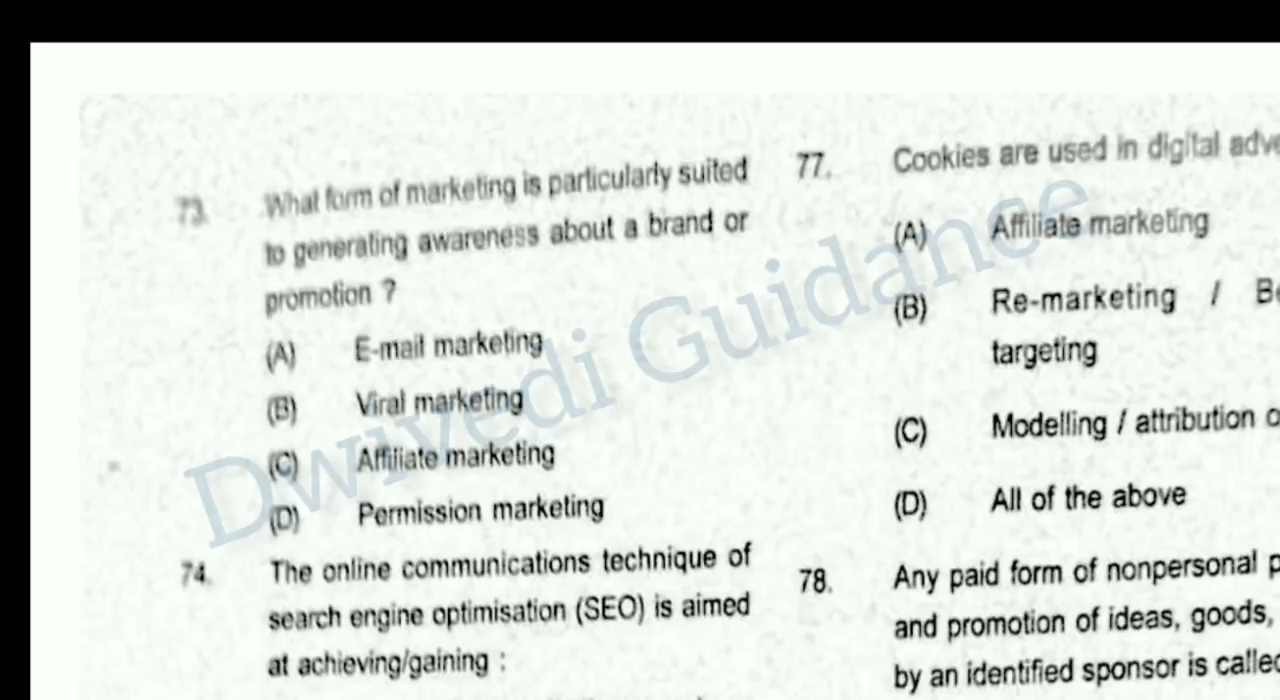 73. What form of marketing is particularly suited
to generating awareness about a brand or
promotion ?
(A) E-mail marketing
(B) Viral marketing
(C) Affiliate marketing
(D) Permission marketing
74. The online communications technique of
search engine optimisation (SEO) is aimed
at achieving/gaining :
77. Cookies are used in digital
(A) Affiliate marketing
(B) Re-marketing /
targeting
(C) Modelling / attribution
(D) All of the above
78. Any paid form of nonpersonal
and promotion of ideas, goods,
by an identified sponsor is
Dwivedi Guidance